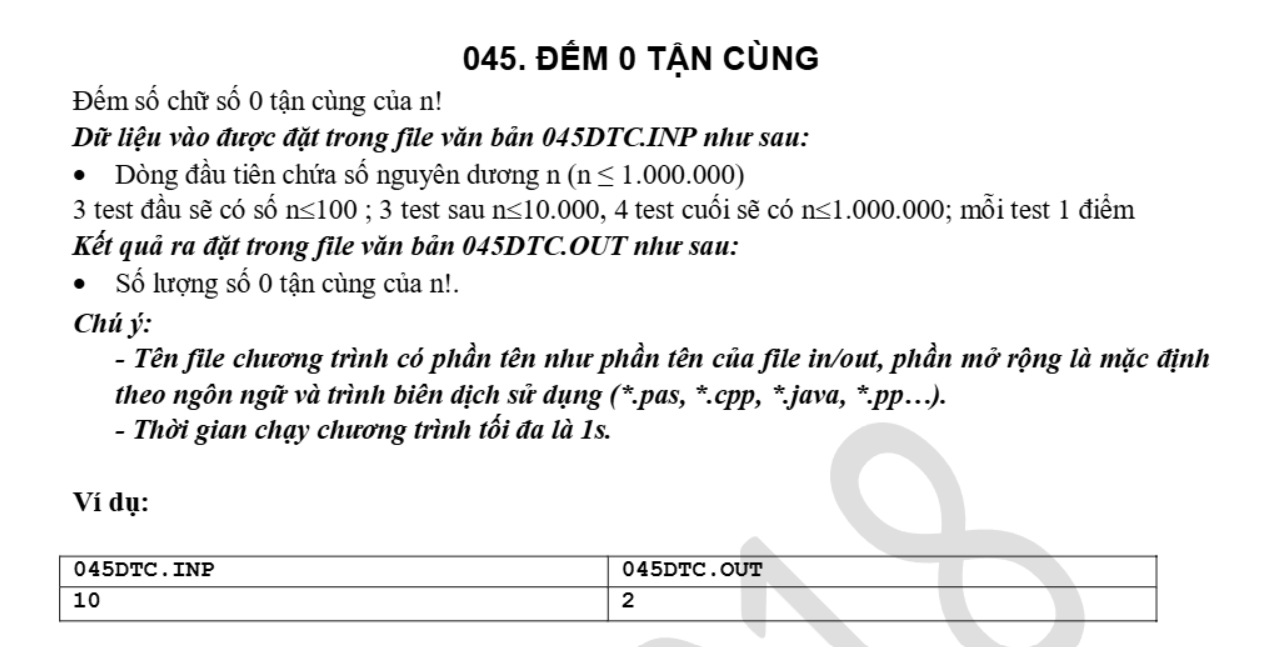 045. ĐẾM 0 TẬN CÙNG
Đếm số chữ số 0 tận cùng của n!
Dữ liệu vào được đặt trong file văn bản 045DTC.INP như sau:
• Dòng đầu tiên chứa số nguyên dương n (n ≤ 1.000.000)
3 test đầu sẽ có số n≤100 ; 3 test sau n≤10.000, 4 test cuối sẽ có n≤1.000.000; mỗi test 1 điểm
Kết quả ra đặt trong file văn bản 045DTC.OUT như sau:
• Số lượng số 0 tận cùng của n!.
Chú ý:
- Tên file chương trình có phần tên như phần tên của file in/out, phần mở rộng là mặc định
theo ngôn ngữ và trình biên dịch sử dụng (*.pas, *.cpp, *.java, *.pp…).
- Thời gian chạy chương trình tối đa là 1s.
Ví dụ:
045DTC.INP 045DTC.OUT
10 2